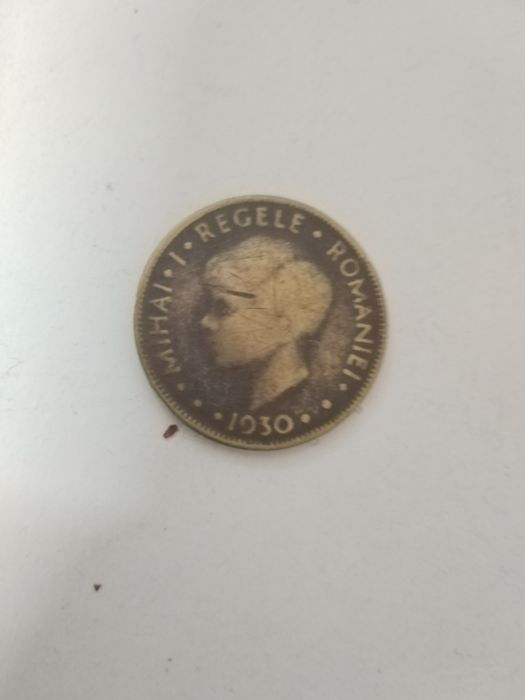 MIHAI • I • REGELE • ROMANIEI •
1930